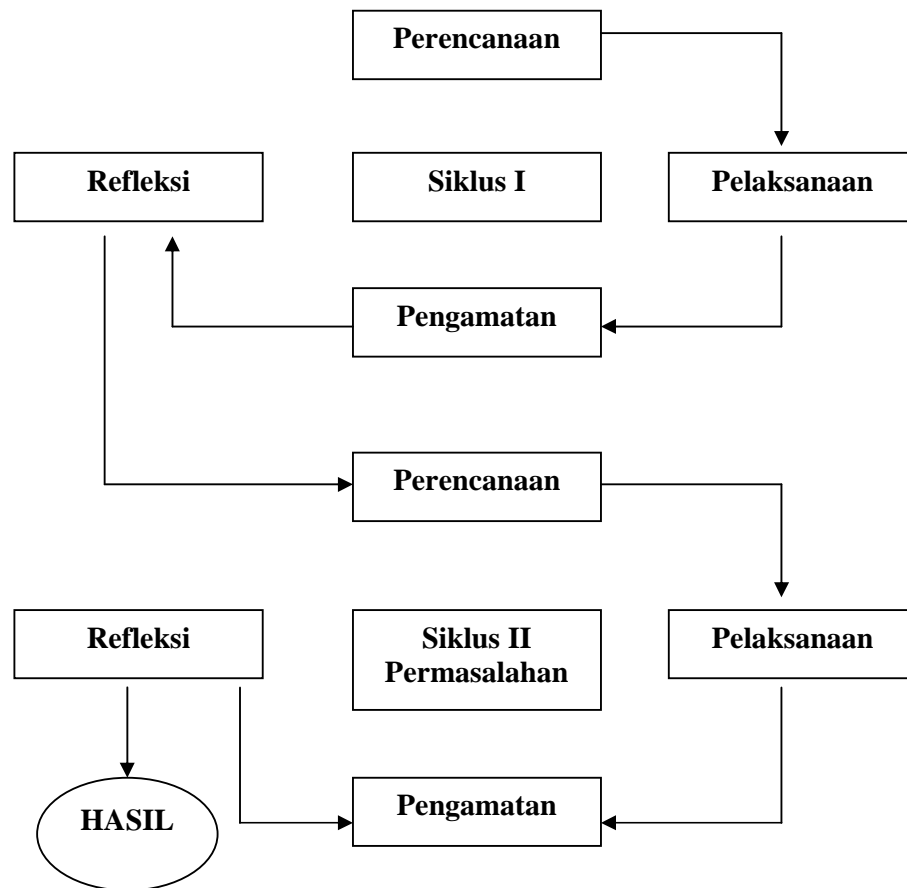 Perencanaan
Refleksi
Siklus I
Pelaksanaan
Pengamatan
Perencanaan
Refleksi
Siklus II
Permasalahan
Pelaksanaan
HASIL
Pengamatan